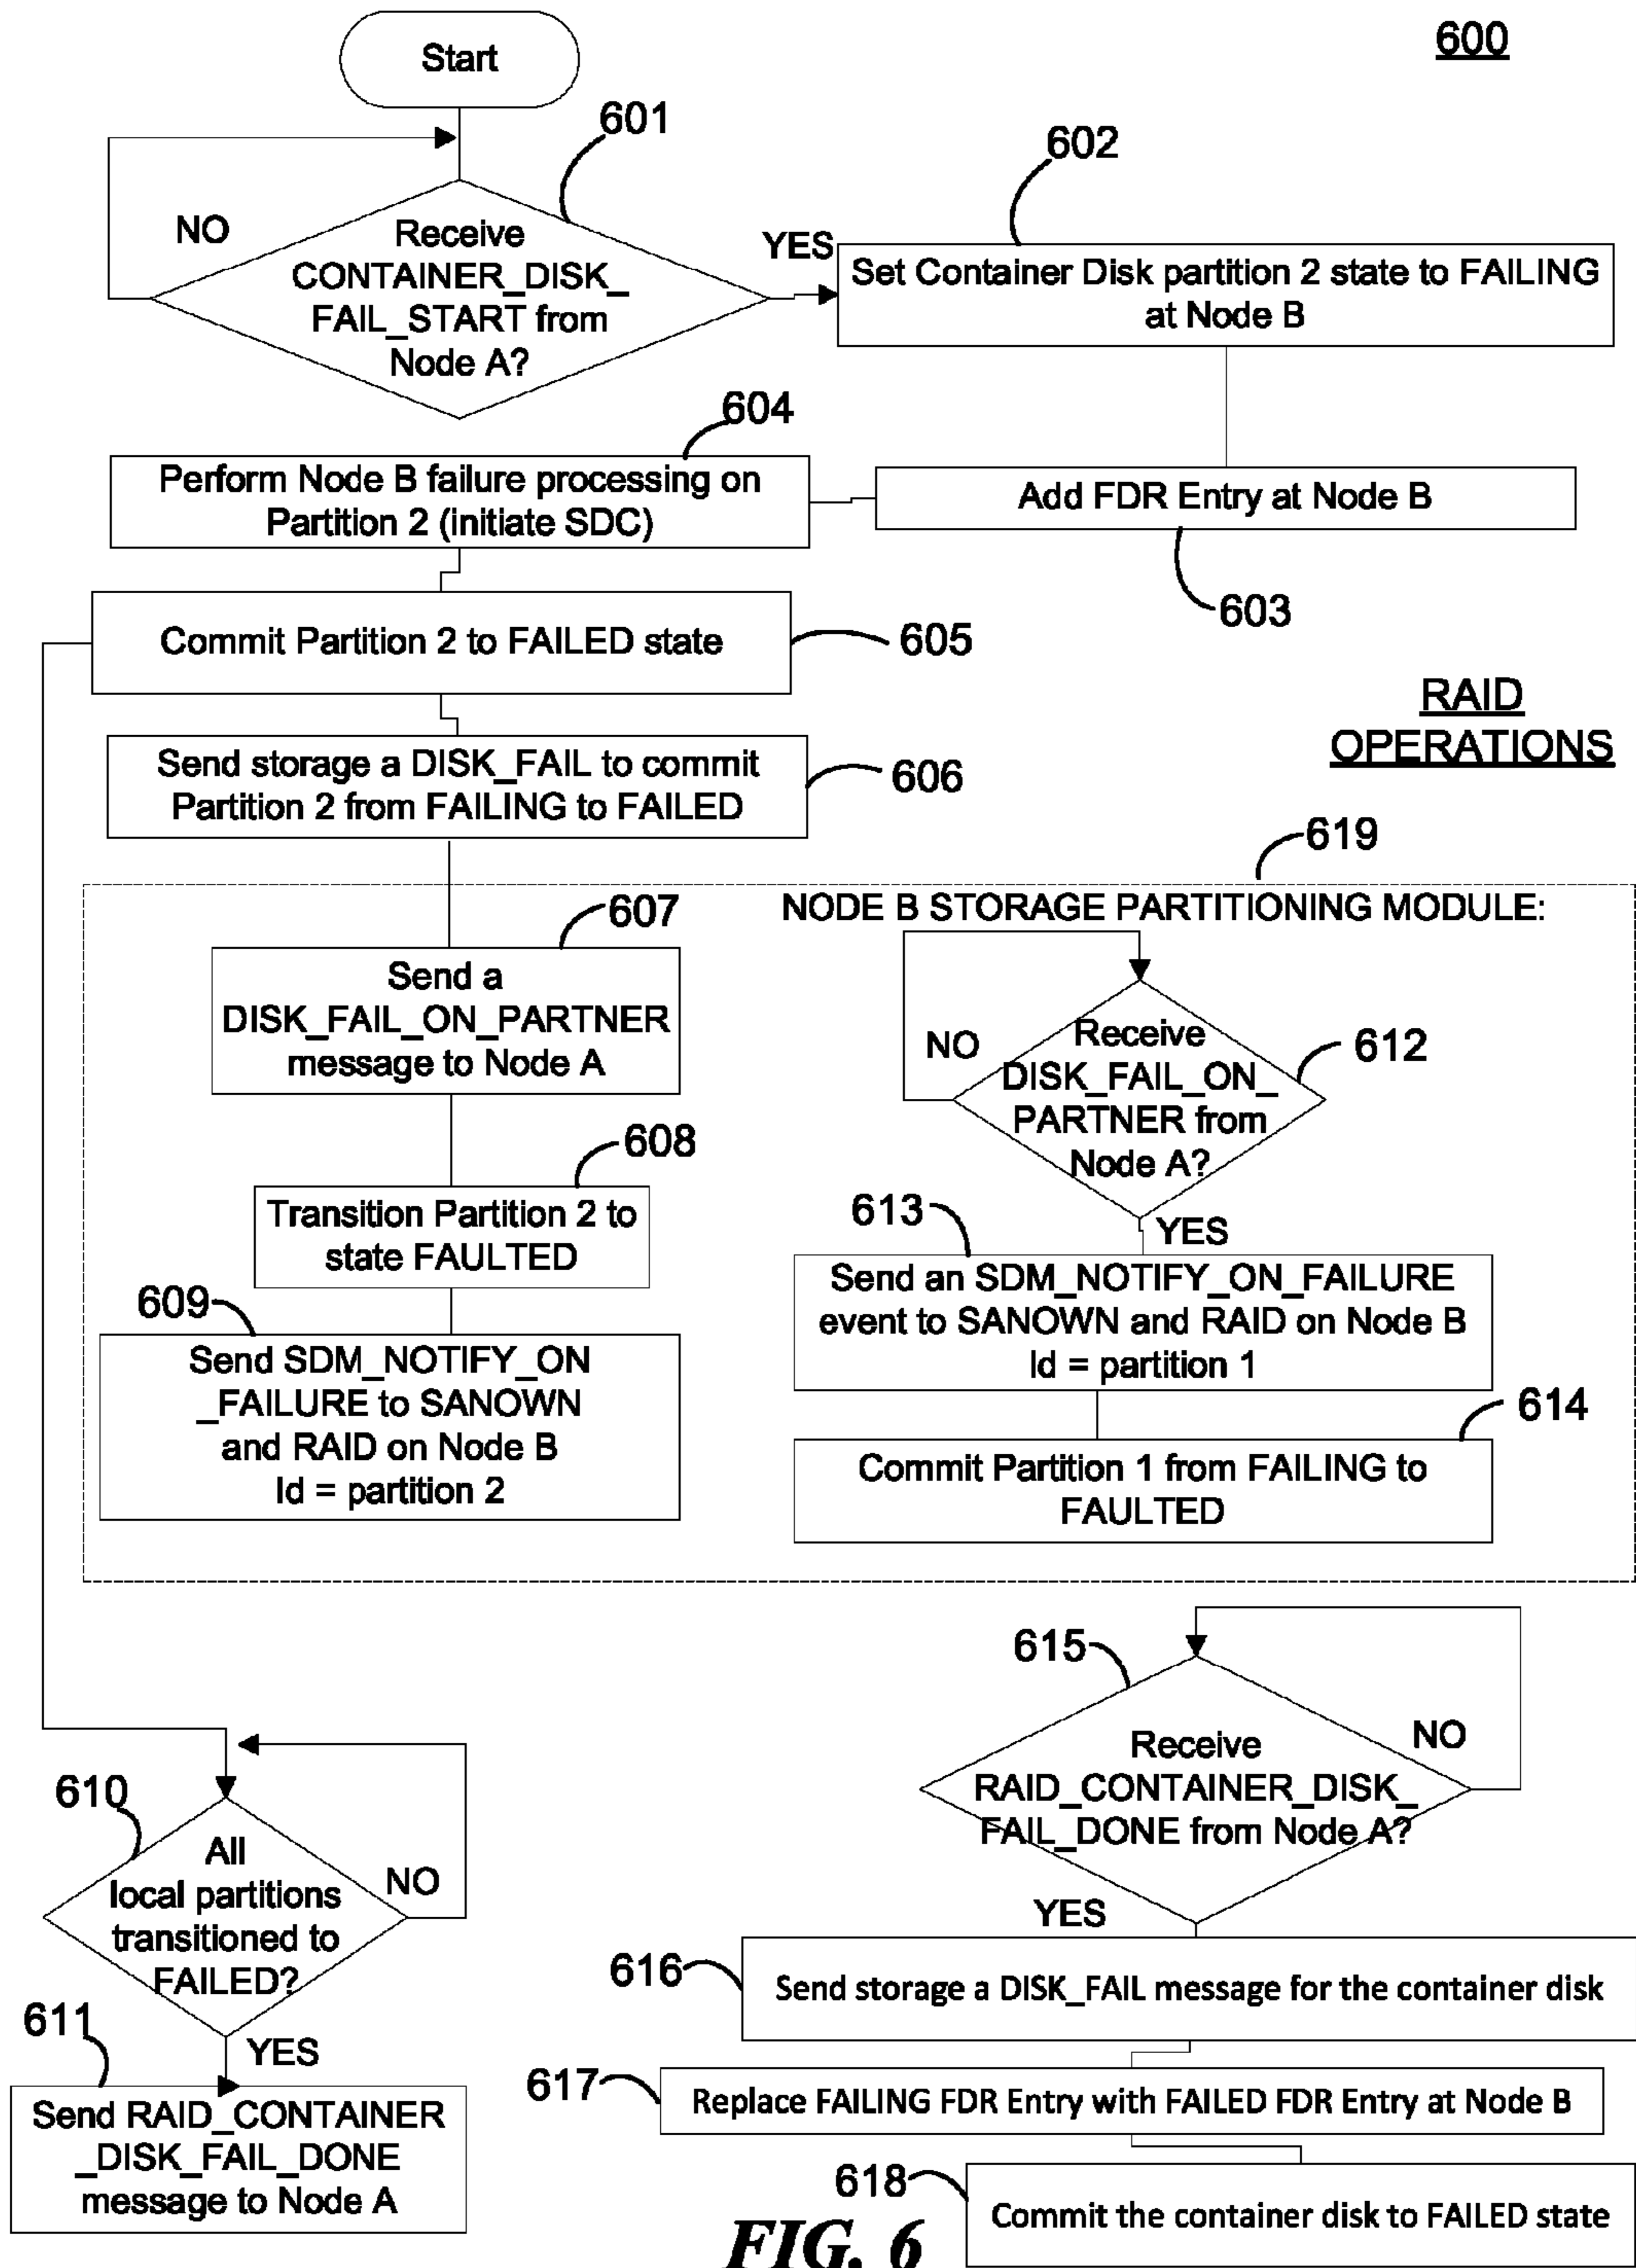 600
Start
601
Receive
CONTAINER_DISK_
FAIL_START from
Node A?
NO
YES
602
Set Container Disk partition 2 state to FAILING
at Node B
604
Perform Node B failure processing on
Partition 2 (initiate SDC)
Add FDR Entry at Node B
603
Commit Partition 2 to FAILED state
605
RAID
OPERATIONS
Send storage a DISK_FAIL to commit
Partition 2 from FAILING to FAILED
606
619
NODE B STORAGE PARTITIONING MODULE:
607
Send a
DISK_FAIL_ON_PARTNER
message to Node A
608
Transition Partition 2 to
state FAULTED
609
Send SDM_NOTIFY_ON
_FAILURE to SANOWN
and RAID on Node B
Id = partition 2
NO
Receive
DISK_FAIL_ON_
PARTNER from
Node A?
612
YES
613
Send an SDM_NOTIFY_ON_FAILURE
event to SANOWN and RAID on Node B
Id = partition 1
614
Commit Partition 1 from FAILING to
FAULTED
610
All
local partitions
transitioned to
FAILED?
NO
YES
611
Send RAID_CONTAINER
_DISK_FAIL_DONE
message to Node A
615
Receive
RAID_CONTAINER_DISK_
FAIL_DONE from Node A?
NO
YES
616
Send storage a DISK_FAIL message for the container disk
617
Replace FAILING FDR Entry with FAILED FDR Entry at Node B
618
Commit the container disk to FAILED state
FIG. 6